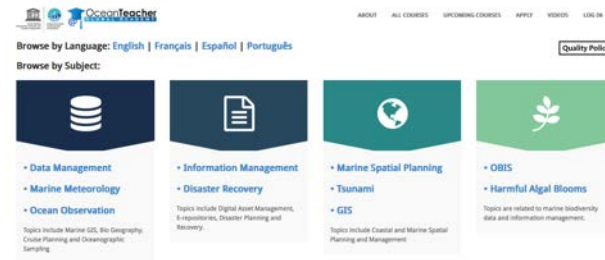 OceanTeacher
GLOBAL ACADEMY
ABOUT ALL COURSES UPCOMING COURSES APPLY VIDEOS LOG IN
Browse by Language: English | Français | Español | Português
Quality Polic
Browse by Subject:
• Data Management
• Marine Meteorology
• Ocean Observation
Topics include Marine GIS, Bio Geography,
Cruise Planning and Oceanographic
Sampling
• Information Management
• Disaster Recovery
Topics include Digital Asset Management,
E-repositories, Disaster Planning and
Recovery.
• Marine Spatial Planning
• Tsunami
• GIS
Topics include Coastal and Marine Spatial
Planning and Management
• OBIS
• Harmful Algal Blooms
Topics are related to marine biodiversity
data and information management.